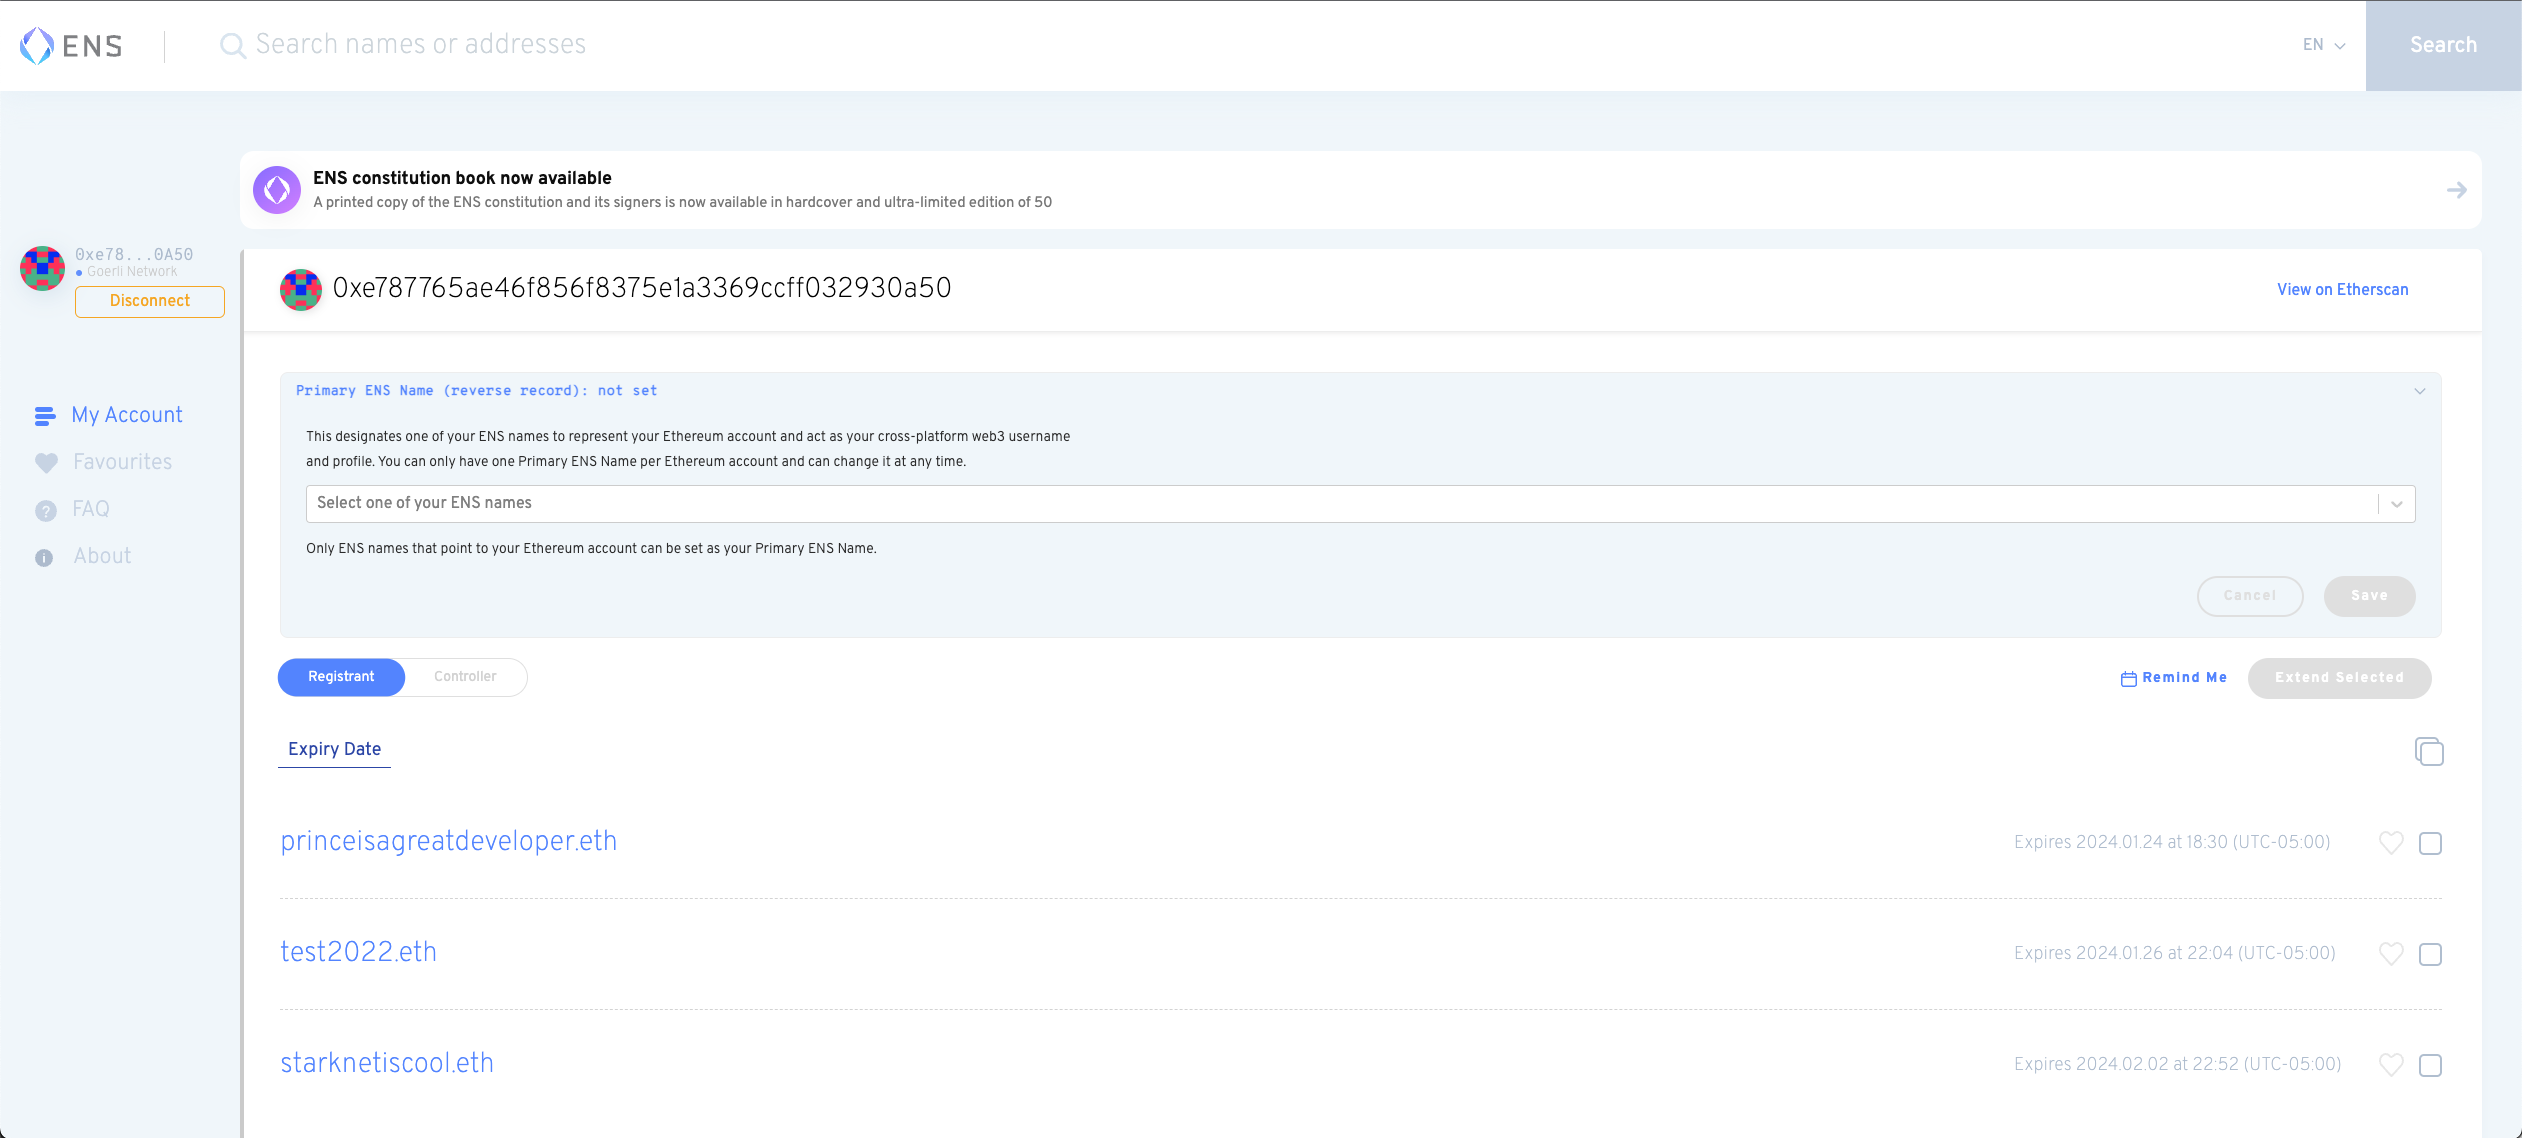 ENS
Search names or addresses
EN
Search
ENS constitution book now available
A printed copy of the ENS constitution and its signers is now available in hardcover and ultra-limited edition of 50
0xe78...0A50
Goerli Network
Disconnect
My Account
Favourites
FAQ
About
0xe787765ae46f856f8375e1a3369ccff032930a50
View on Etherscan
Primary ENS Name (reverse record): not set
This designates one of your ENS names to represent your Ethereum account and act as your cross-platform web3 username
and profile. You can only have one Primary ENS Name per Ethereum account and can change it at any time.
Select one of your ENS names
Only ENS names that point to your Ethereum account can be set as your Primary ENS Name.
Cancel
Save
Registrant
Controller
Remind Me
Extend Selected
Expiry Date
princeisagreatdeveloper.eth
Expires 2024.01.24 at 18:30 (UTC-05:00)
test2022.eth
Expires 2024.01.26 at 22:04 (UTC-05:00)
starknetiscool.eth
Expires 2024.02.02 at 22:52 (UTC-05:00)